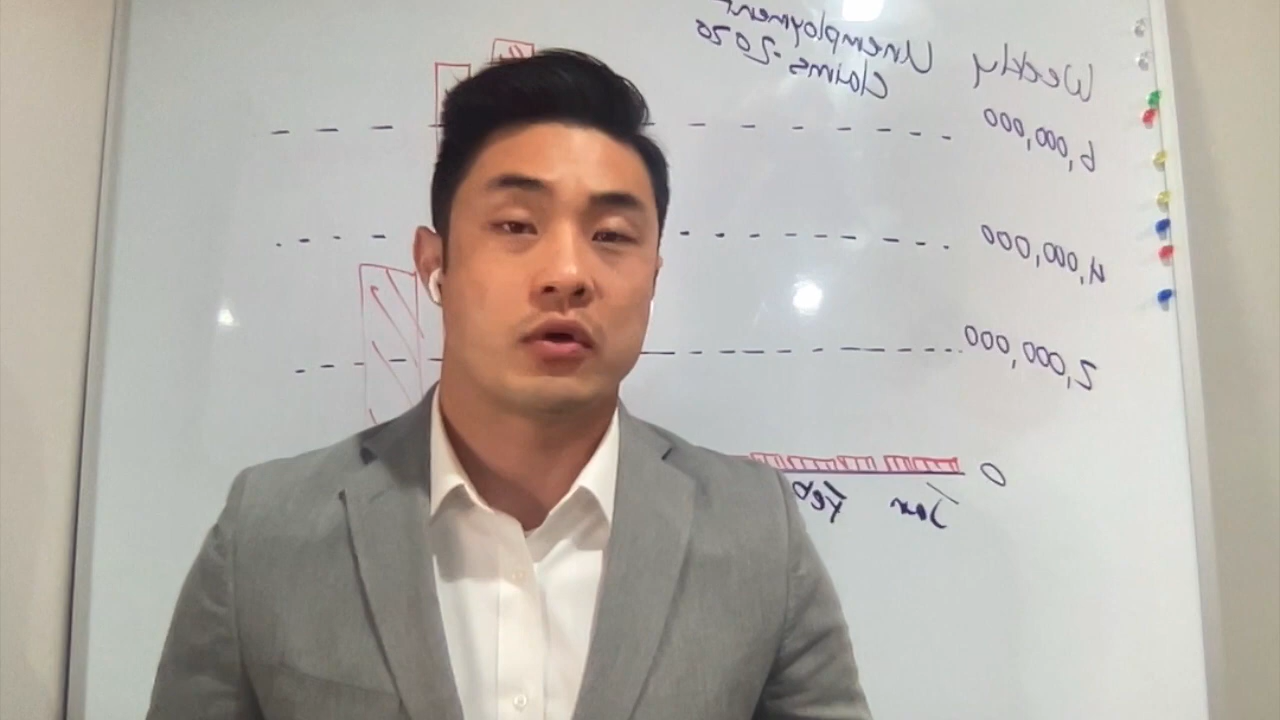 Weekly Unemployment
Claims-2020
6,000,000
4,000,000
2,000,000
0
Jan Feb